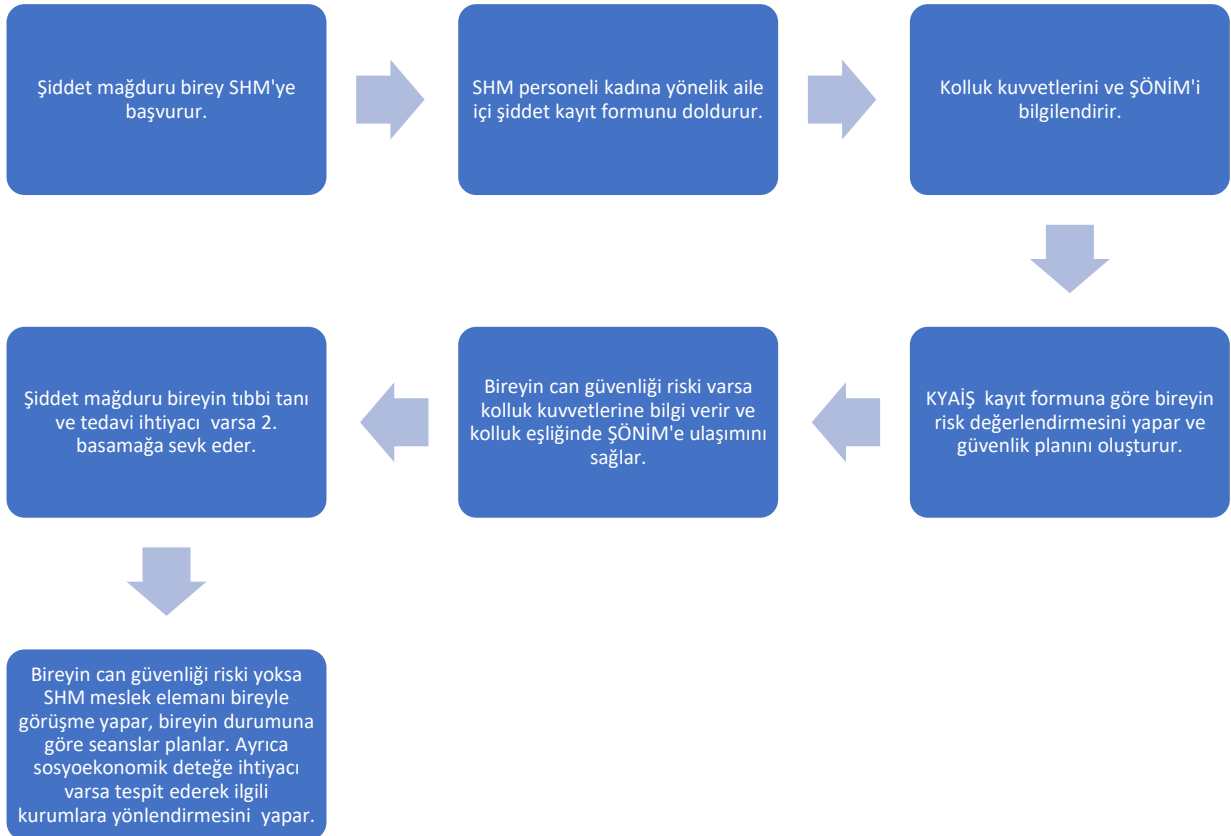 Şiddet mağduru birey SHM'ye
başvurur.
SHM personeli kadına yönelik aile
içi şiddet kayıt formunu doldurur.
Kolluk kuvvetlerini ve ŞÖNİM'i
bilgilendirir.
KYAİŞ kayıt formuna göre bireyin
risk değerlendirmesini yapar ve
güvenlik planını oluşturur.
Bireyin can güvenliği riski varsa
kolluk kuvvetlerine bilgi verir ve
kolluk eşliğinde ŞÖNİM'e ulaşımını
sağlar.
Şiddet mağduru bireyin tıbbi tanı
ve tedavi ihtiyacı varsa 2.
basamağa sevk eder.
Bireyin can güvenliği riski yoksa
SHM meslek elemanı bireyle
görüşme yapar, bireyin durumuna
göre seanslar planlar. Ayrıca
sosyoekonomik deteğe ihtiyacı
varsa tespit ederek ilgili
kurumlara yönlendirmesini yapar.